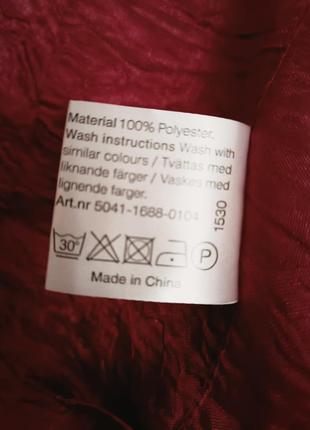 Material 100% Polyester.
Wash instructions Wash with
similar colours / Tvättas med
liknande färger / Vaskes med
lignende farger.
Art.nr 5041-1688-0104
1530
30°
P
Made in China